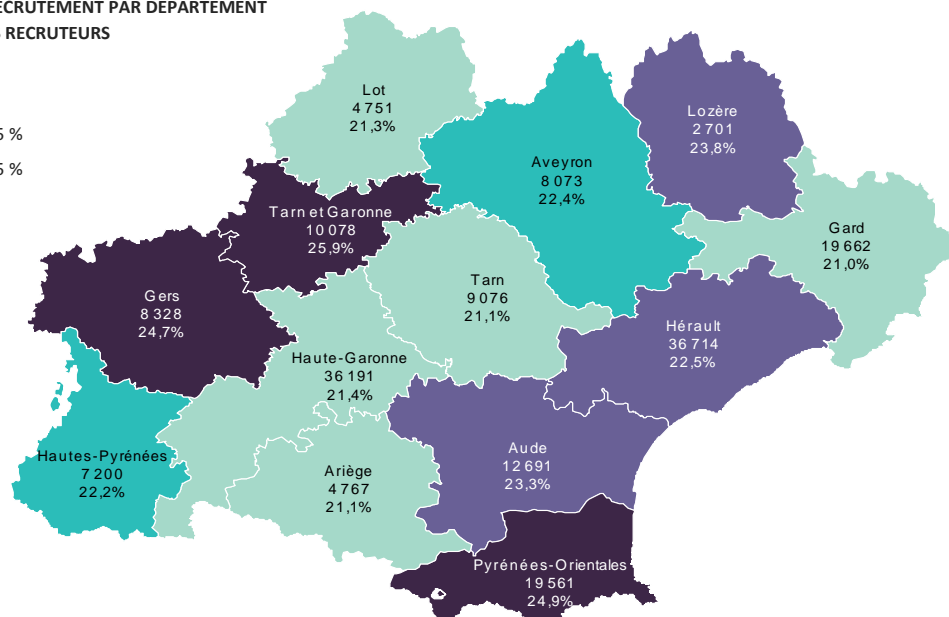 ECRUTEMENT PAR DEPARTEMENT
RECRUTEURS
5 %
5 %
Lot
4 751
21,3%
Lozère
2 701
23,8%
Aveyron
8 073
22,4%
Tarn et Garonne
10 078
25,9%
Gard
19 662
21,0%
Tarn
9 076
21,1%
Gers
8 328
24,7%
Hérault
36 714
22,5%
Haute-Garonne
36 191
21,4%
Aude
12 691
23,3%
Hautes-Pyrénées
7 200
22,2%
Ariège
4 767
21,1%
Pyrénées-Orientales
19 561
24,9%